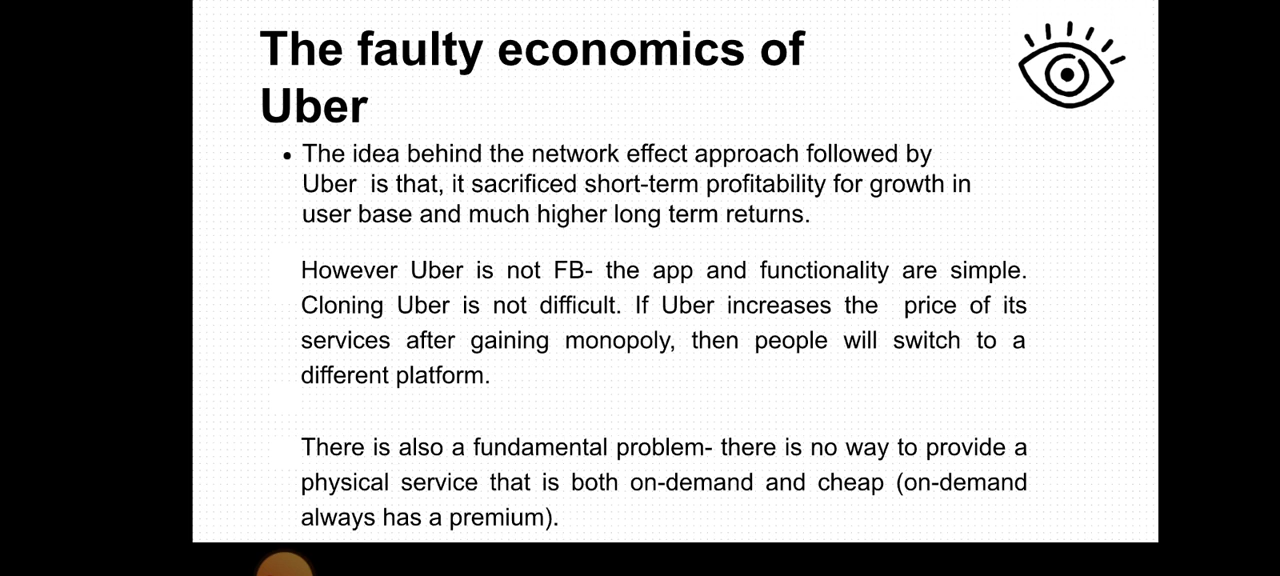 The faulty economics of
Uber
• The idea behind the network effect approach followed by
Uber is that, it sacrificed short-term profitability for growth in
user base and much higher long term returns.
However Uber is not FB- the app and functionality are simple.
Cloning Uber is not difficult. If Uber increases the price of its
services after gaining monopoly, then people will switch to a
different platform.
There is also a fundamental problem- there is no way to provide a
physical service that is both on-demand and cheap (on-demand
always has a premium).